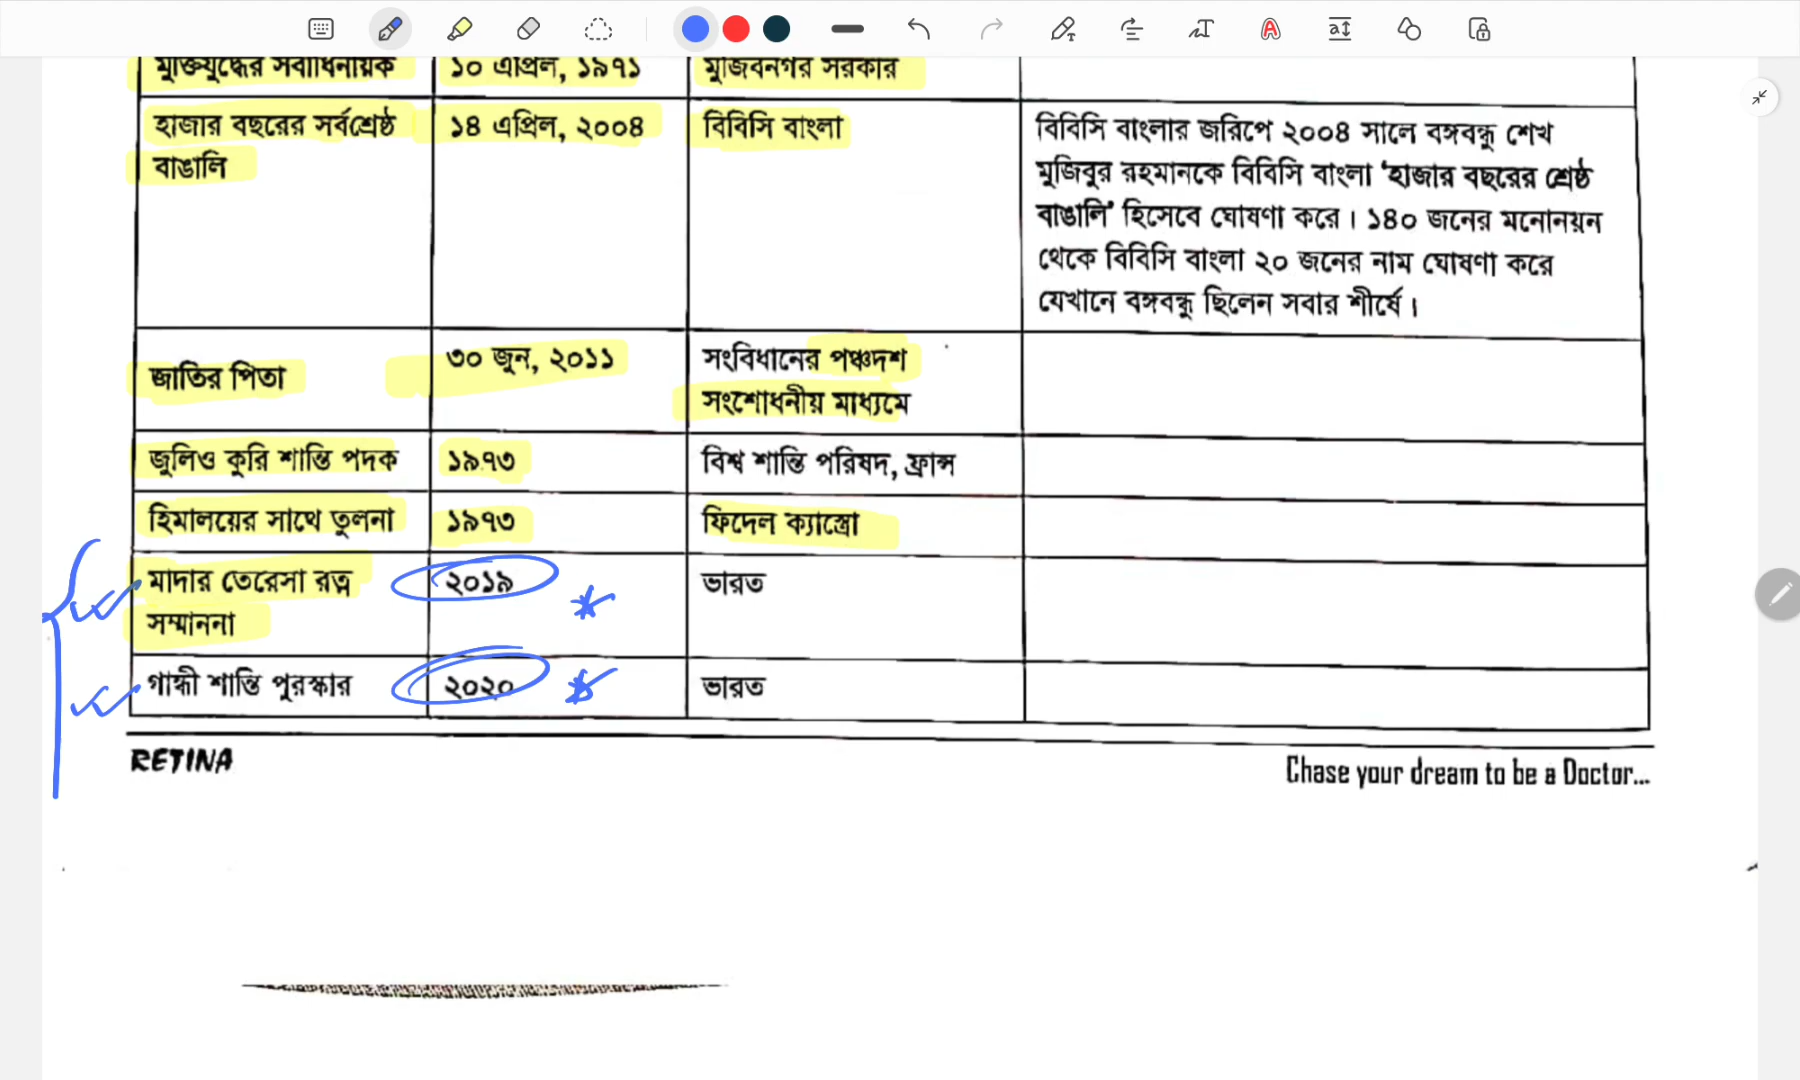 মুক্তিযুদ্ধের সর্বাধিনায়ক ১০ এপ্রিল, ১৯৭১ মুজিবনগর সরকার
হাজার বছরের সর্বশ্রেষ্ঠ ১৪ এপ্রিল, ২০০৪ বিবিসি বাংলা
বাঙালি
বিবিসি বাংলার জরিপে ২০০৪ সালে বঙ্গবন্ধু শেখ
মুজিবুর রহমানকে বিবিসি বাংলা ‘হাজার বছরের শ্রেষ্ঠ
বাঙালি’ হিসেবে ঘোষণা করে। ১৪০ জনের মনোনয়ন
থেকে বিবিসি বাংলা ২০ জনের নাম ঘোষণা করে
যেখানে বঙ্গবন্ধু ছিলেন সবার শীর্ষে।
জাতির পিতা ৩০ জুন, ২০১১ সংবিধানের পঞ্চদশ
সংশোধনীয় মাধ্যমে
জুলিও কুরি শান্তি পদক ১৯৭৩ বিশ্ব শান্তি পরিষদ, ফ্রান্স
হিমালয়ের সাথে তুলনা ১৯৭৩ ফিদেল ক্যাস্ত্রো
মাদার তেরেসা রত্ন ২০১৯ ভারত
সম্মাননা
গান্ধী শান্তি পুরস্কার ২০২০ ভারত
RETINA Chase your dream to be a Doctor...